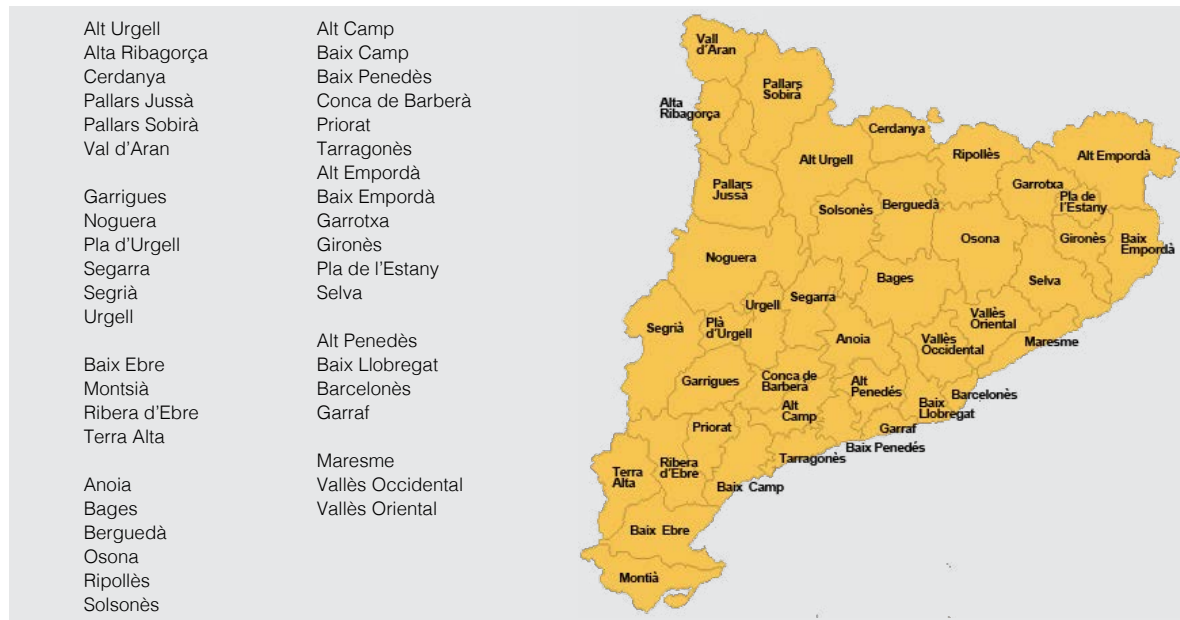 Alt Urgell
Alta Ribagorça
Cerdanya
Pallars Jussà
Pallars Sobirà
Val d'Aran
Garrigues
Noguera
Pla d'Urgell
Segarra
Segrià
Urgell
Baix Ebre
Montsià
Ribera d'Ebre
Terra Alta
Anoia
Bages
Berguedà
Osona
Ripollès
Solsonès
Alt Camp
Baix Camp
Baix Penedès
Conca de Barberà
Priorat
Tarragonès
Alt Empordà
Baix Empordà
Garrotxa
Gironès
Pla de l'Estany
Selva
Alt Penedès
Baix Llobregat
Barcelonès
Garraf
Maresme
Vallès Occidental
Vallès Oriental
Vall
d'Aran
Pallars
Sobirà
Alta
Ribagorça
Cerdanya
Ripollès
Alt Empordà
Alt Urgell
Pallars
Jussà
Garrotxa
Pla de
l'Estany
Solsonès
Berguedà
Osona
Gironès
Baix
Empordà
Noguera
Bages
Selva
Urgell
Segarra
Segrià
Plà
d'Urgell
Anoia
Vallès
Oriental
Vallès
Occidental
Maresme
Garrigues
Conca de
Barberà
Alt
Penedés
Barcelonès
Baix
Llobregat
Alt
Camp
Priorat
Garraf
Baix Penedés
Tarragonès
Terra
Alta
Ribera
d'Ebre
Baix Camp
Baix Ebre
Montià